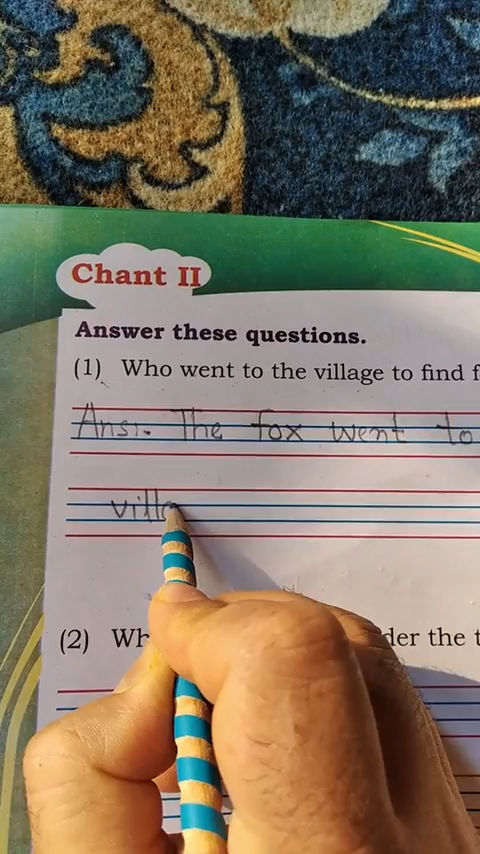 Chant II
Answer these questions.
(1) Who went to the village to find f
Ans:- The fox went to
villa
(2) Wh der the t